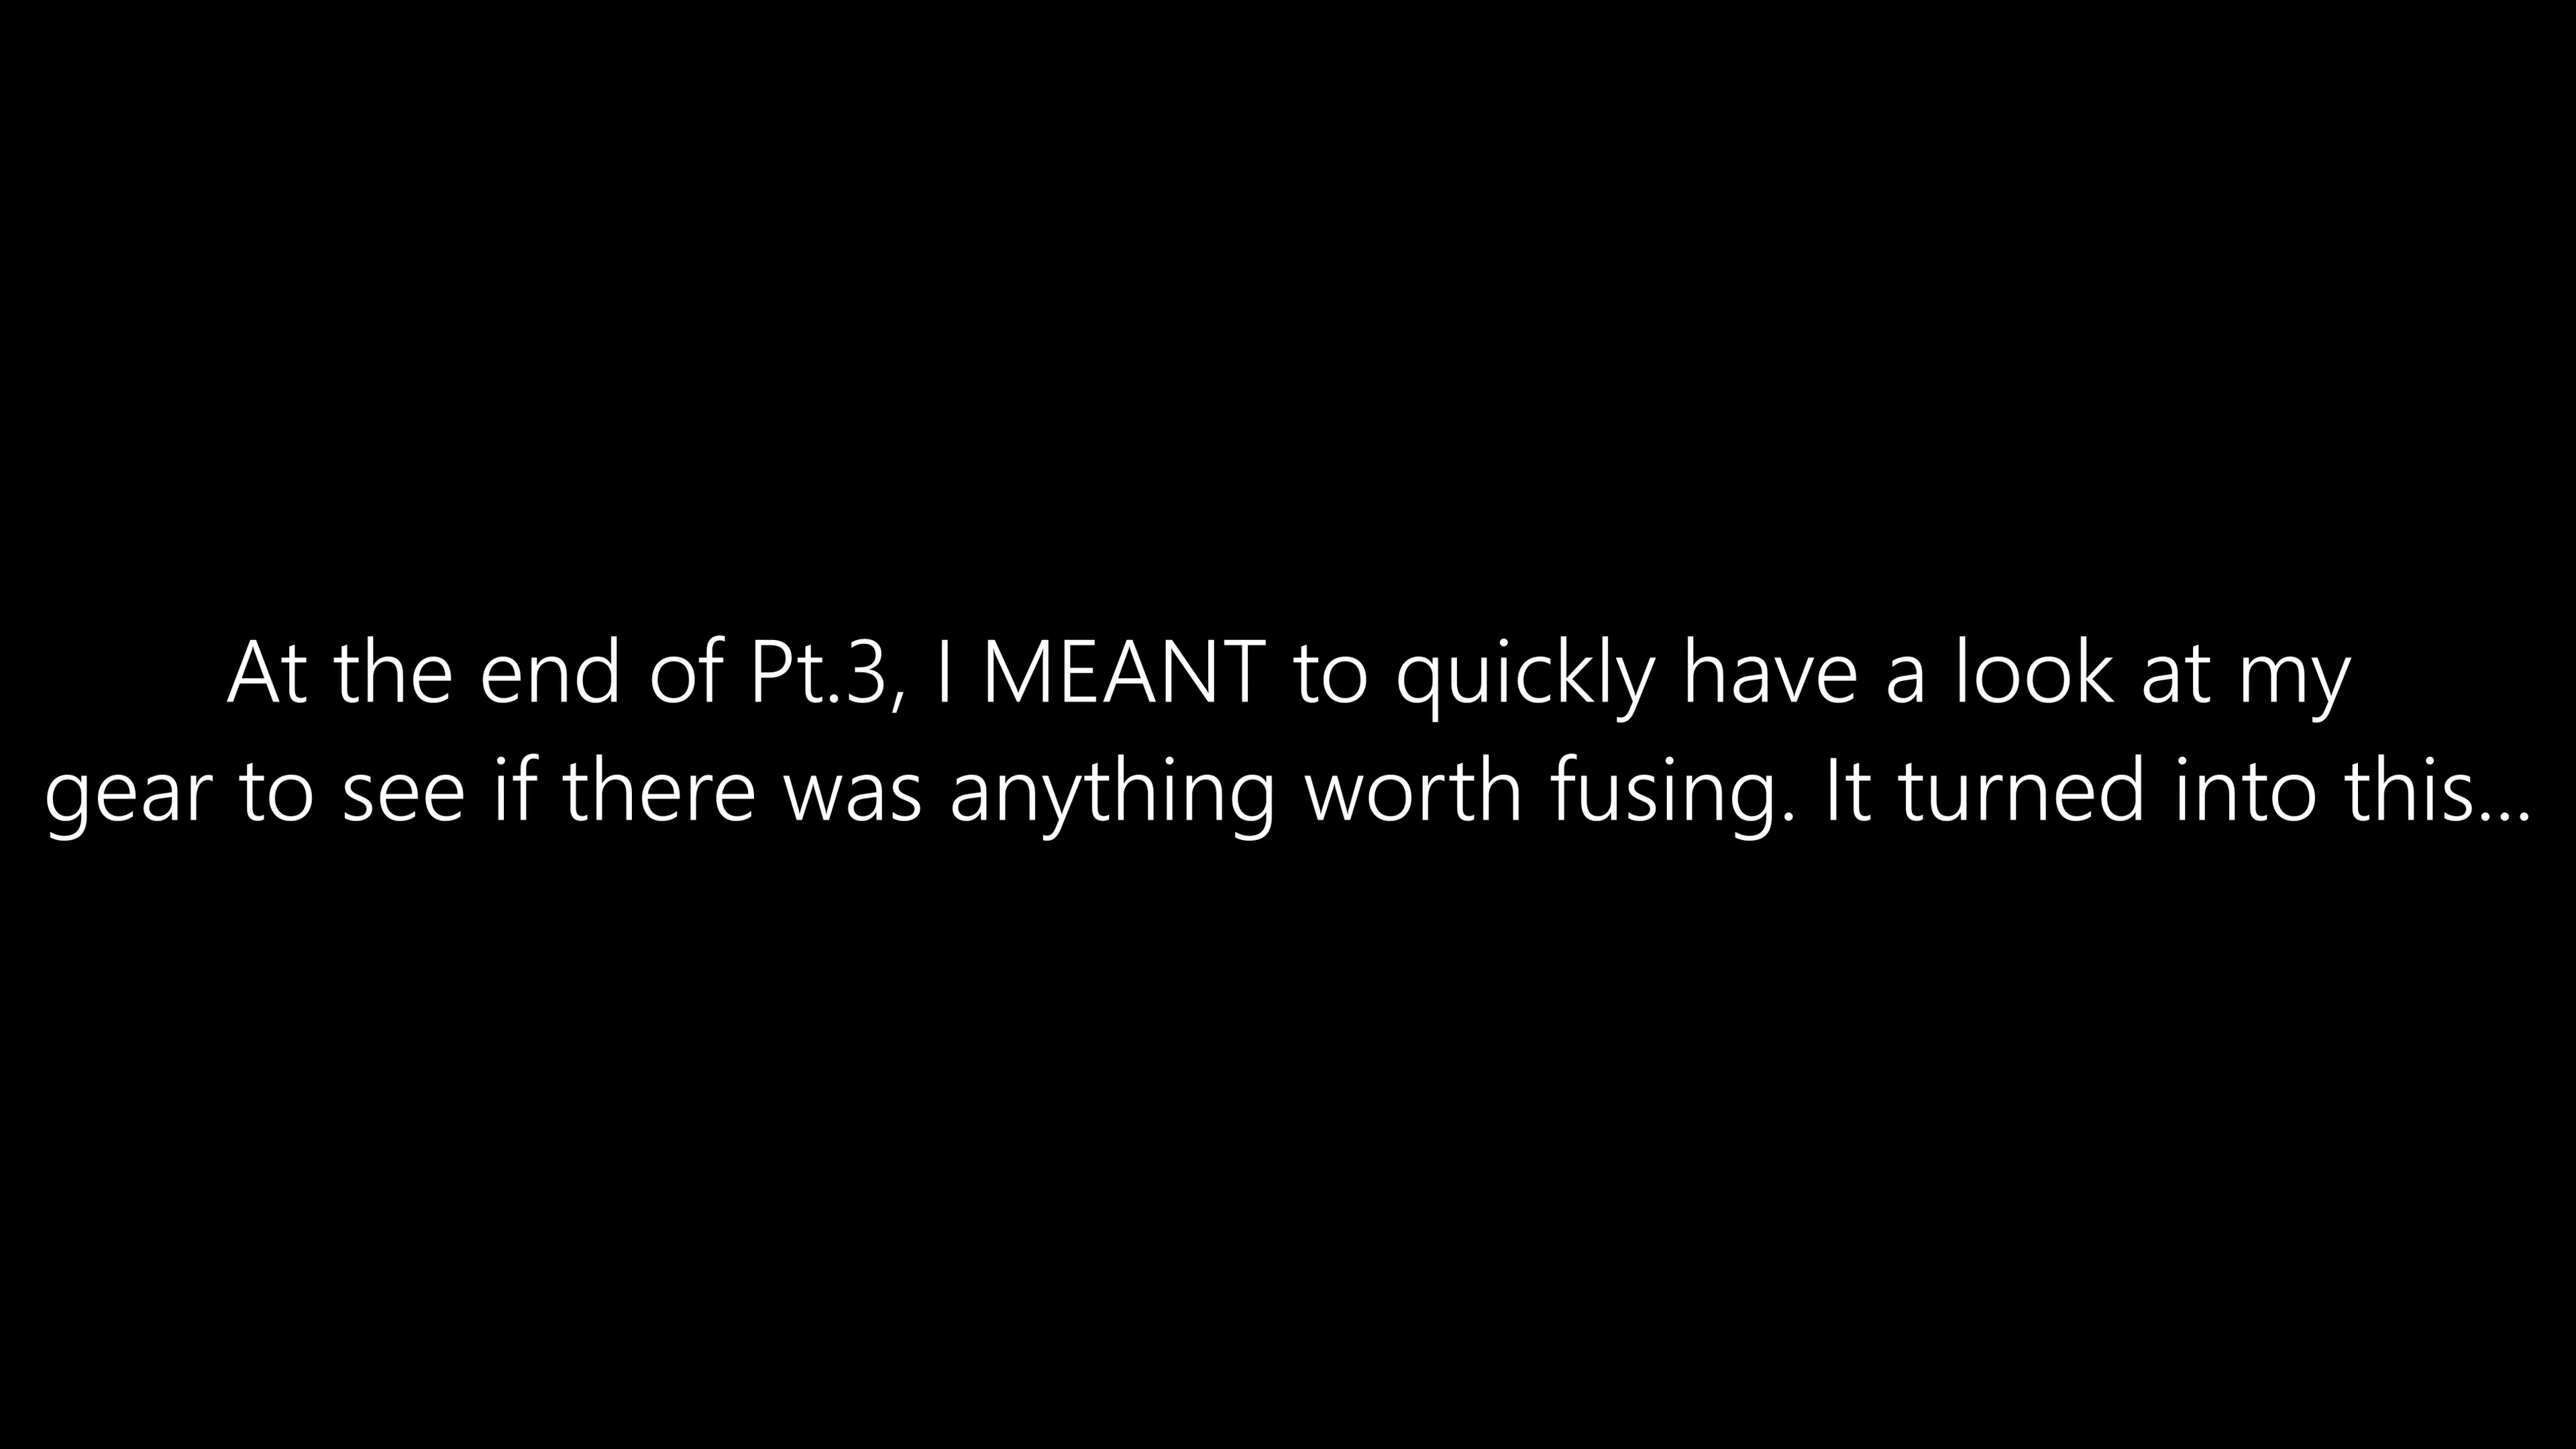 At the end of Pt.3, I MEANT to quickly have a look at my
gear to see if there was anything worth fusing. It turned into this...